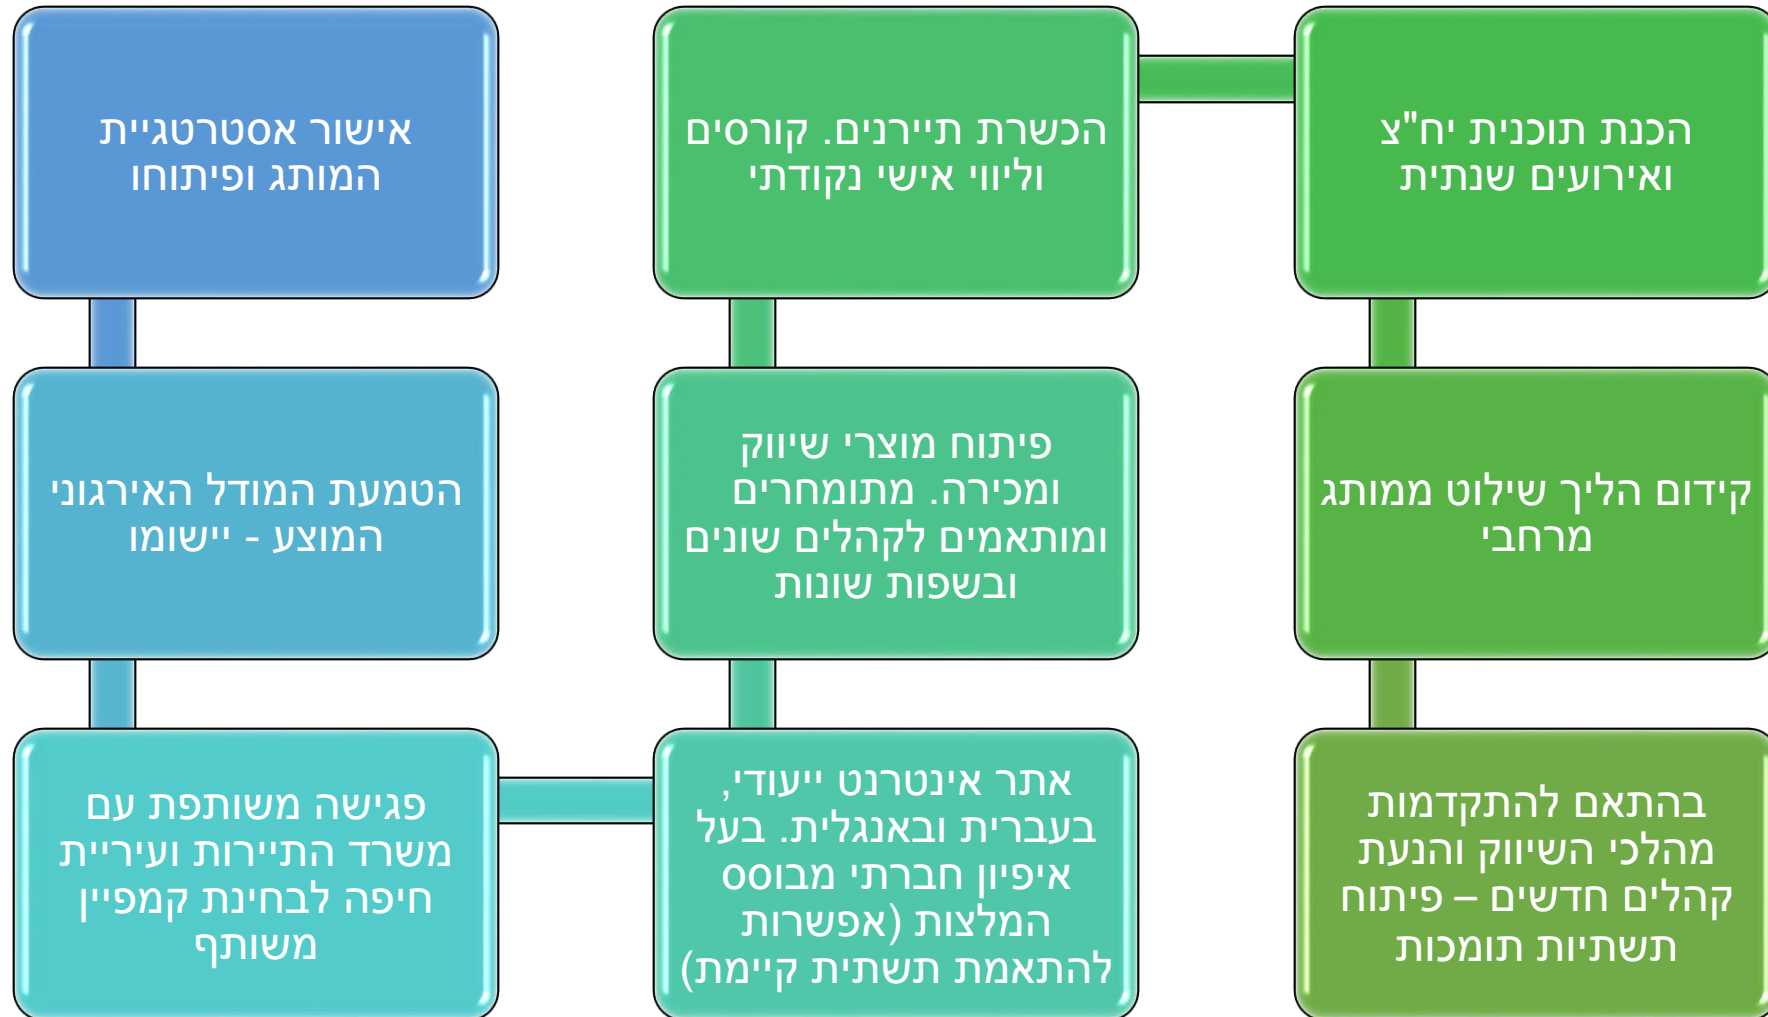 אישור אסטרטגיית
המותג ופיתוחו
הטמעת המודל האירגוני
המוצע - יישומו
פגישה משותפת עם
משרד התיירות ועיריית
חיפה לבחינת קמפיין
משותף
אתר אינטרנט ייעודי,
בעברית ובאנגלית. בעל
איפיון חברתי מבוסס
המלצות (אפשרות
להתאמת תשתית קיימת)
פיתוח מוצרי שיווק
ומכירה. מתומחרים
ומותאמים לקהלים שונים
ובשפות שונות
הכשרת תיירנים. קורסים
וליווי אישי נקודתי
הכנת תוכנית יח"צ
ואירועים שנתית
קידום הליך שילוט ממותג
מרחבי
בהתאם להתקדמות
מהלכי השיווק והנעת
קהלים חדשים – פיתוח
תשתיות תומכות